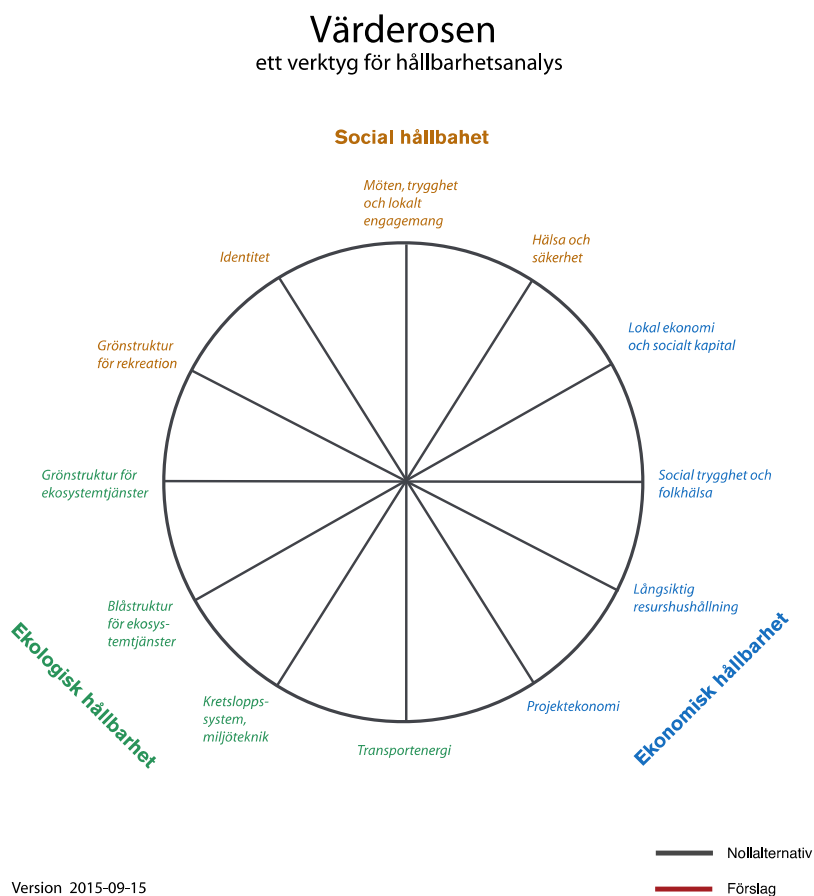 Värderosen
ett verktyg för hållbarhetsanalys
Social hållbahet
Möten, trygghet
och lokalt
engagemang
Hälsa och
säkerhet
Identitet
Lokal ekonomi
och socialt kapital
Grönstruktur
för rekreation
Grönstruktur för
ekosystemtjänster
Social trygghet och
folkhälsa
Långsiktig
resurshushållning
Blåstruktur
för ekosys-
temtjänster
Ekologisk hållbarhet
Ekonomisk hållbarhet
Kretslopps-
system,
miljöteknik
Projektekonomi
Transportenergi
Nollalternativ
Förslag
Version 2015-09-15